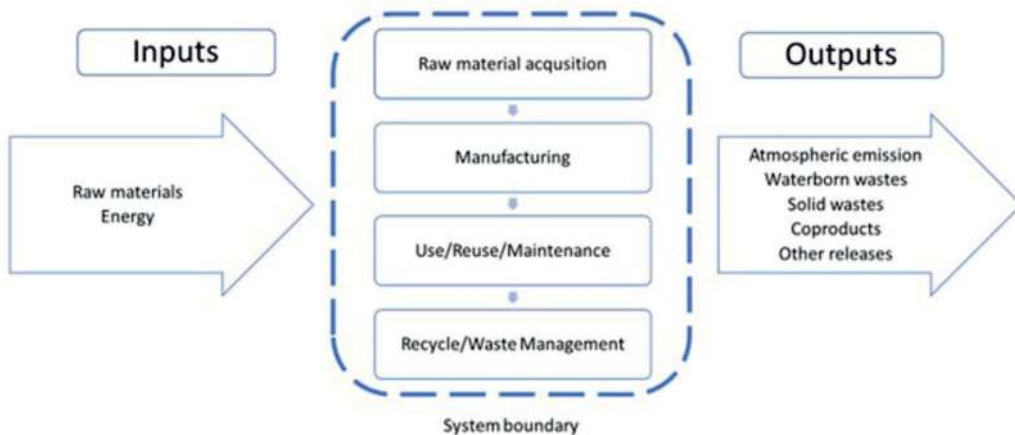 Inputs
Raw materials
Energy
Raw material acqusition
Manufacturing
Use/Reuse/Maintenance
Recycle/Waste Management
System boundary
Outputs
Atmospheric emission
Waterborn wastes
Solid wastes
Coproducts
Other releases